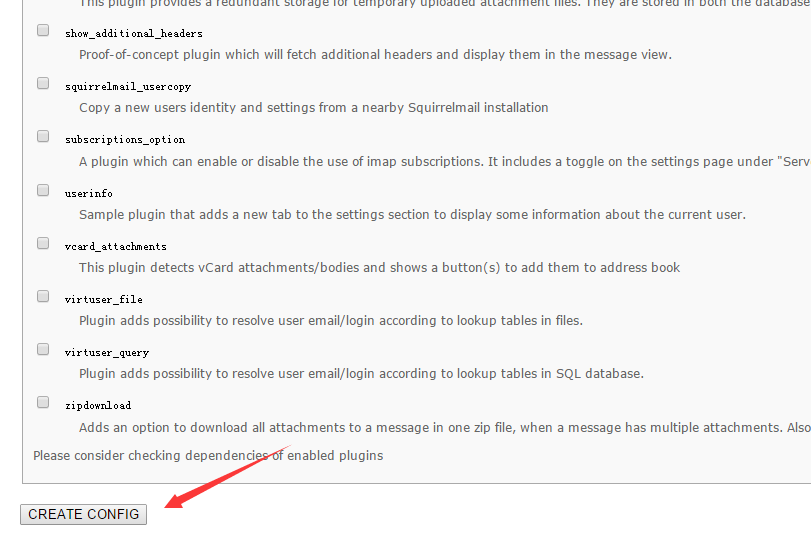 This plugin provides a redundant storage for temporary uploaded attachment files. They are stored in both the database
show_additional_headers
Proof-of-concept plugin which will fetch additional headers and display them in the message view.
squirrelmail_usercopy
Copy a new users identity and settings from a nearby Squirrelmail installation
subscriptions_option
A plugin which can enable or disable the use of imap subscriptions. It includes a toggle on the settings page under "Serv
userinfo
Sample plugin that adds a new tab to the settings section to display some information about the current user.
vcard_attachments
This plugin detects vCard attachments/bodies and shows a button(s) to add them to address book
virtuser_file
Plugin adds possibility to resolve user email/login according to lookup tables in files.
virtuser_query
Plugin adds possibility to resolve user email/login according to lookup tables in SQL database.
zipdownload
Adds an option to download all attachments to a message in one zip file, when a message has multiple attachments. Also
Please consider checking dependencies of enabled plugins
CREATE CONFIG